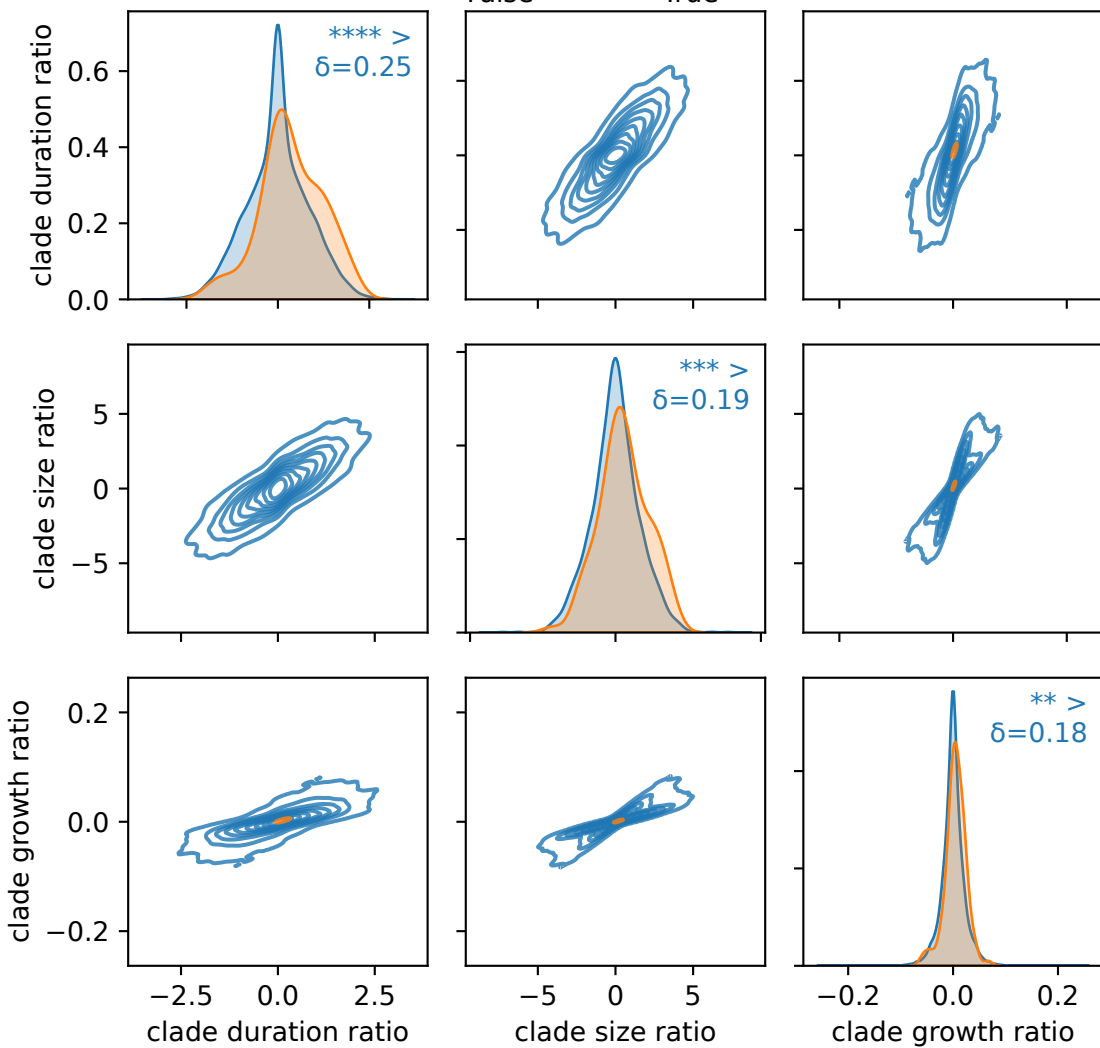 clade duration ratio
0.6
0.4
0.2
0.0
**** >
δ=0.25
clade size ratio
5
0
−5
*** >
δ=0.19
clade growth ratio
0.2
0.0
−0.2
** >
δ=0.18
−2.5 0.0 2.5
−5 0 5
−0.2 0.0 0.2
clade duration ratio
clade size ratio
clade growth ratio